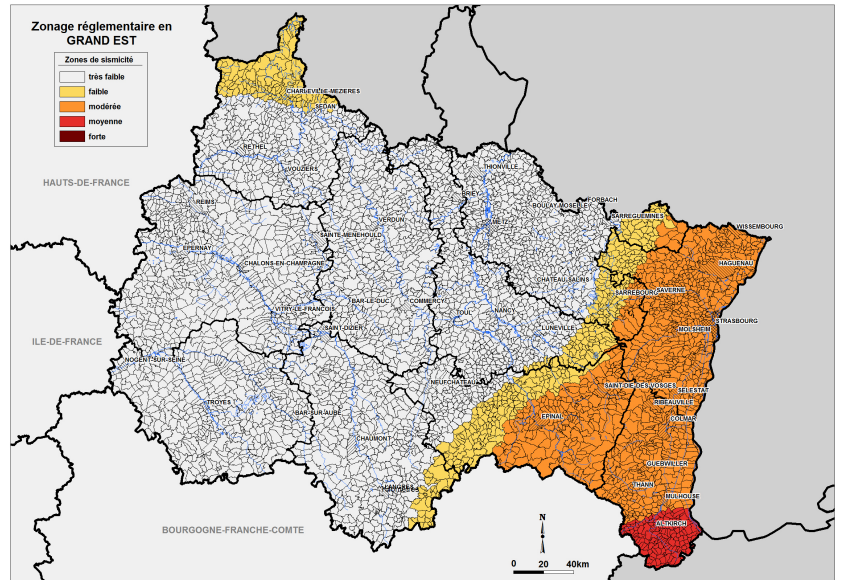 Zonage réglementaire en
GRAND EST
Zones de sismicité
très faible
faible
modérée
moyenne
forte
CHARLEVILLE-MEZIERES
SEDAN
RETHEL
VOUZIERS
HAUTS-DE-FRANCE
THIONVILLE
BRIEY
BOULAY-MOSELLE
FORBACH
REIMS
SARREGUEMINES
VERDUN
METZ
WISSEMBOURG
SAINTE-MENEHOULD
EPERNAY
CHALONS-EN-CHAMPAGNE
HAGUENAU
CHATEAU-SALINS
SARREBOURG
SAVERNE
BAR-LE-DUC
COMMERCY
VITRY-LE-FRANCOIS
TOUL
NANCY
STRASBOURG
SAINT-DIZIER
LUNEVILLE
MOLSHEIM
ILE-DE-FRANCE
NOGENT-SUR-SEINE
NEUFCHATEAU
SAINT-DIE-DES-VOSGES
SELESTAT
TROYES
RIBEAUVILLE
BAR-SUR-AUBE
EPINAL
COLMAR
CHAUMONT
GUEBWILLER
LANGRES
THANN
MULHOUSE
BOURGOGNE-FRANCHE-COMTE
ALTKIRCH
N
0 20 40km